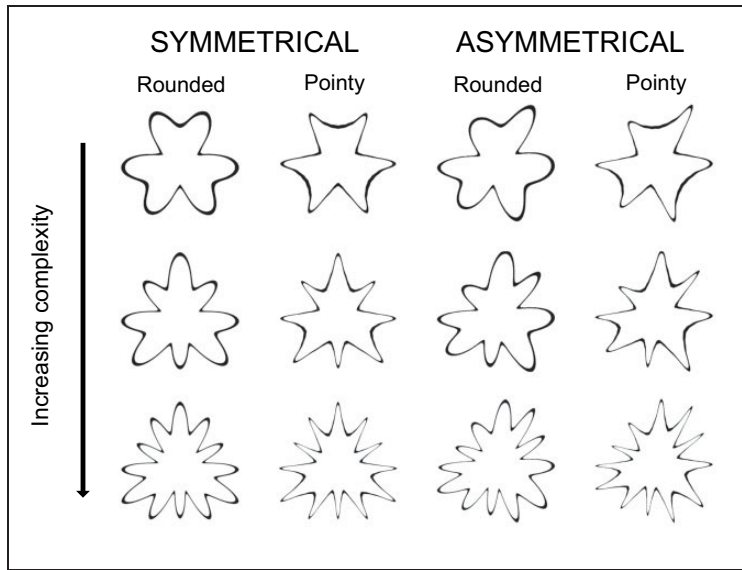 SYMMETRICAL ASYMMETRICAL
Rounded Pointy Rounded Pointy
Increasing complexity